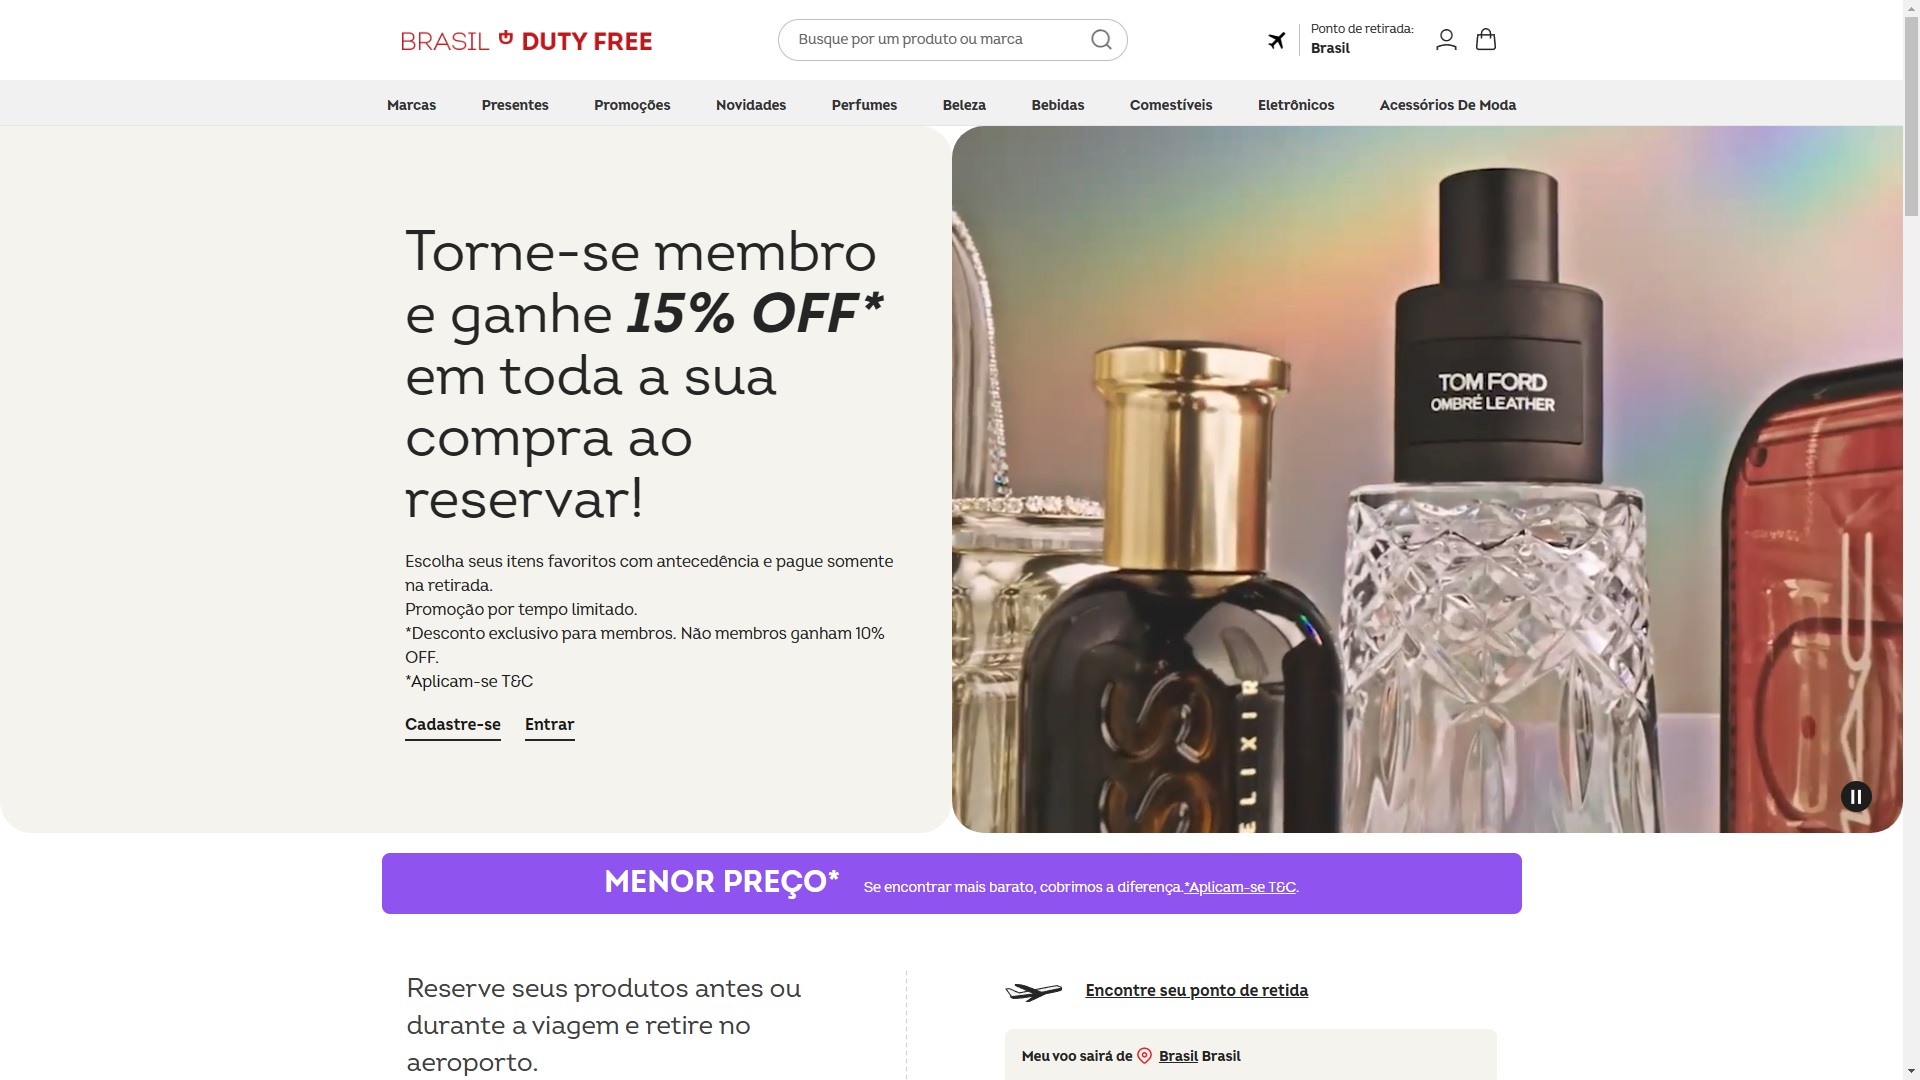 BRASIL DUTY FREE
Busque por um produto ou marca
Ponto de retirada:
Brasil
Marcas
Presentes
Promoções
Novidades
Perfumes
Beleza
Bebidas
Comestíveis
Eletrônicos
Acessórios De Moda
Torne-se membro
e ganhe 15% OFF*
em toda a sua
compra ao
reservar!
Escolha seus itens favoritos com antecedência e pague somente
na retirada.
Promoção por tempo limitado.
*Desconto exclusivo para membros. Não membros ganham 10%
OFF.
*Aplicam-se T&C
Cadastre-se
Entrar
TOM FORD
OMBRÉ LEATHER
ELIXIR
MENOR PREÇO*
Se encontrar mais barato, cobrimos a diferença.*Aplicam-se T&C.
Reserve seus produtos antes ou
durante a viagem e retire no
aeroporto.
Encontre seu ponto de retida
Meu voo sairá de Brasil Brasil